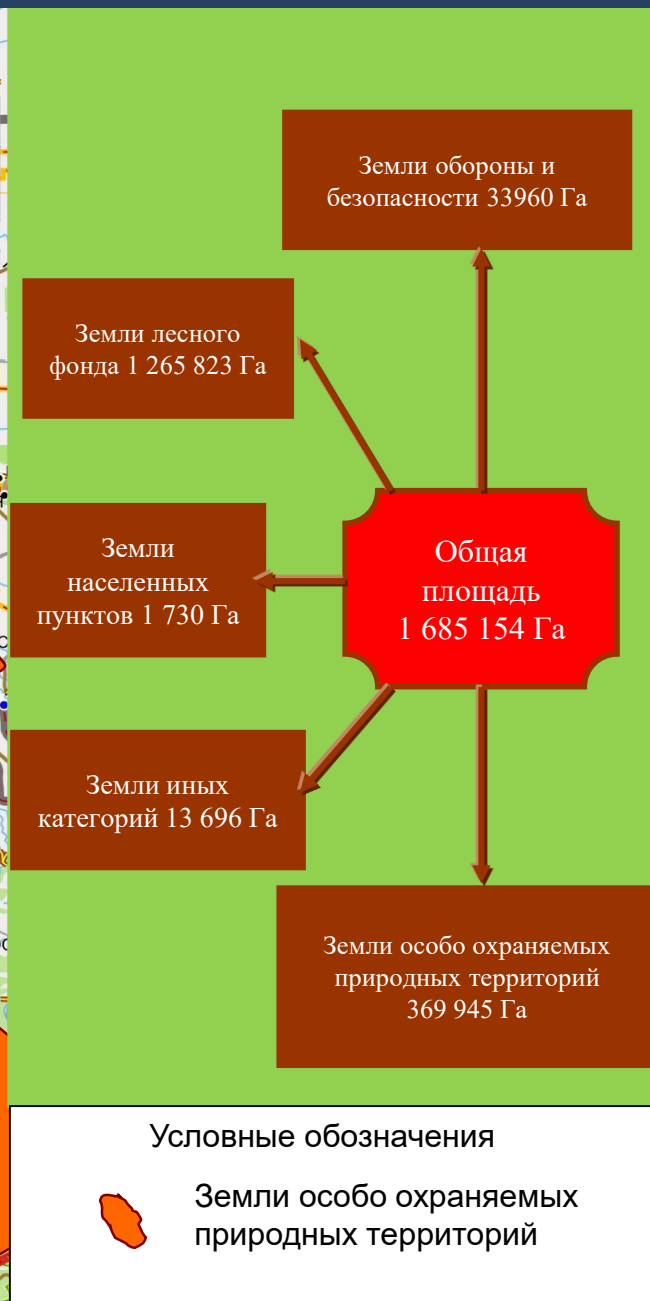 Земли обороны и
безопасности 33960 Га
Земли лесного
фонда 1 265 823 Га
Земли
населенных
пунктов 1 730 Га
Общая
площадь
1 685 154 Га
Земли иных
категорий 13 696 Га
Земли особо охраняемых
природных территорий
369 945 Га
Условные обозначения
Земли особо охраняемых
природных территорий